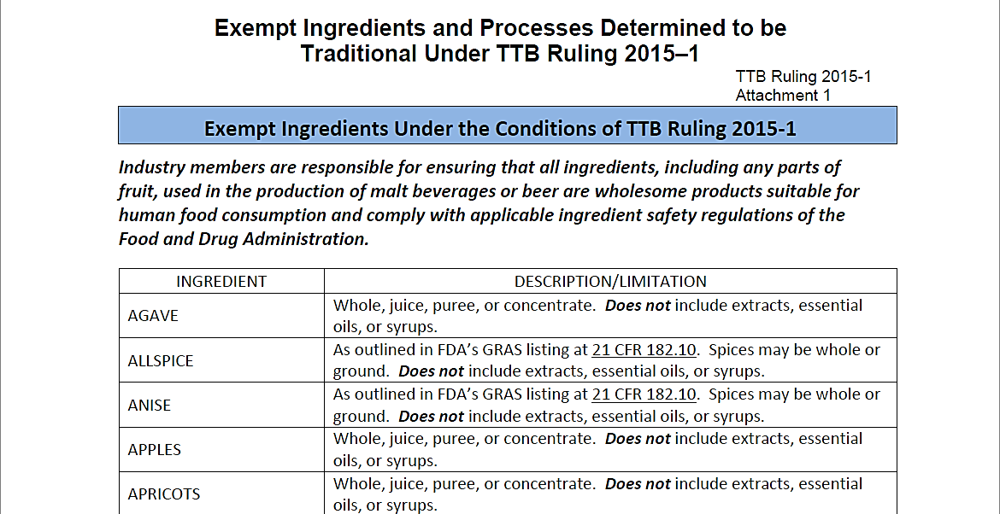 Exempt Ingredients and Processes Determined to be
Traditional Under TTB Ruling 2015–1
TTB Ruling 2015-1
Attachment 1
Exempt Ingredients Under the Conditions of TTB Ruling 2015-1
Industry members are responsible for ensuring that all ingredients, including any parts of
fruit, used in the production of malt beverages or beer are wholesome products suitable for
human food consumption and comply with applicable ingredient safety regulations of the
Food and Drug Administration.
INGREDIENT DESCRIPTION/LIMITATION
AGAVE
Whole, juice, puree, or concentrate.  Does not include extracts, essential
oils, or syrups.
ALLSPICE
As outlined in FDA’s GRAS listing at 21 CFR 182.10.  Spices may be whole or
ground.  Does not include extracts, essential oils, or syrups.
ANISE
As outlined in FDA’s GRAS listing at 21 CFR 182.10.  Spices may be whole or
ground.  Does not include extracts, essential oils, or syrups.
APPLES
Whole, juice, puree, or concentrate.  Does not include extracts, essential
oils, or syrups.
APRICOTS
Whole, juice, puree, or concentrate.  Does not include extracts, essential
oils, or syrups.